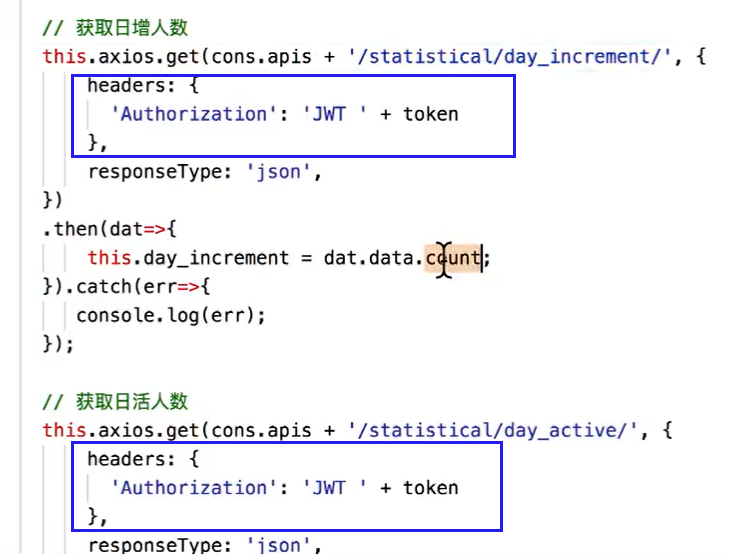 // 获取日增人数
this.axios.get(cons.apis + '/statistical/day_increment/', {
headers: {
'Authorization': 'JWT ' + token
},
responseType: 'json',
})
.then(dat=>{
this.day_increment = dat.data.count;
}).catch(err=>{
console.log(err);
});
// 获取日活人数
this.axios.get(cons.apis + '/statistical/day_active/', {
headers: {
'Authorization': 'JWT ' + token
},
responseType: 'json',